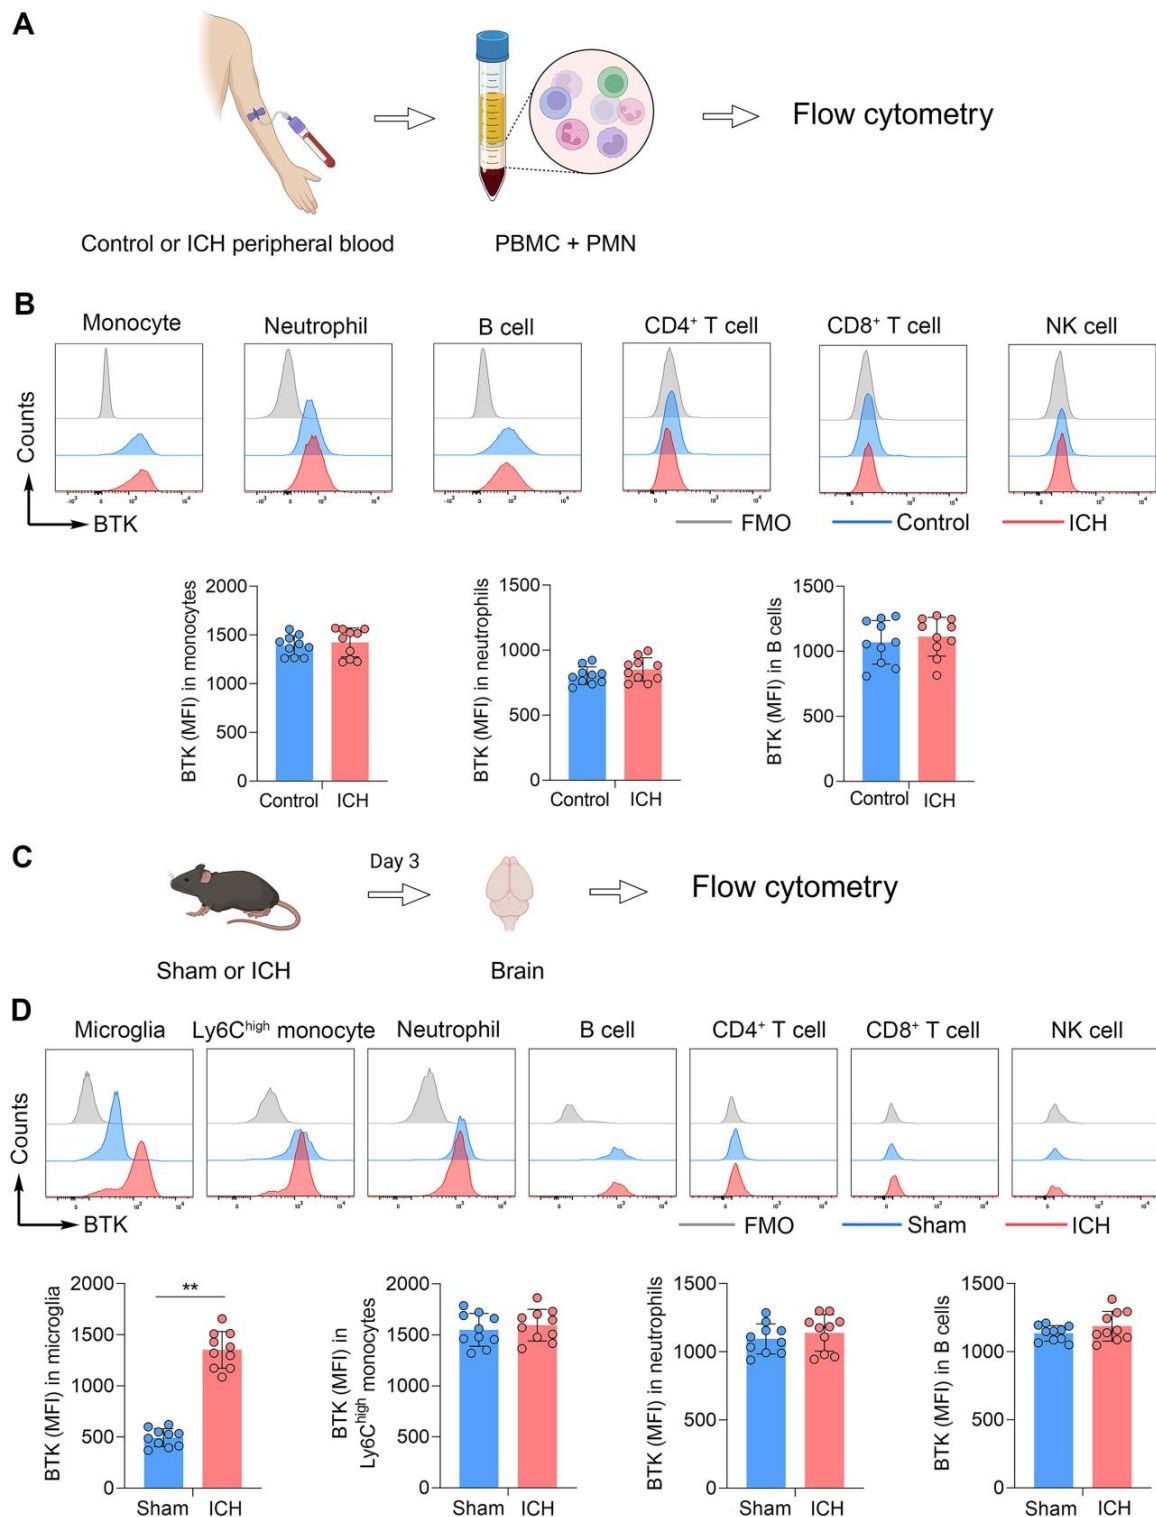 A
Flow cytometry
Control or ICH peripheral blood
PBMC + PMN
B
Monocyte
Neutrophil
B cell
CD4⁺ T cell
CD8⁺ T cell
NK cell
Counts
BTK
FMO
Control
ICH
BTK (MFI) in monocytes
2000
1500
1000
500
0
Control
ICH
BTK (MFI) in neutrophils
1500
1000
500
0
Control
ICH
BTK (MFI) in B cells
1500
1000
500
0
Control
ICH
C
Day 3
Flow cytometry
Sham or ICH
Brain
D
Microglia
Ly6Cʰⁱᵍʰ monocyte
Neutrophil
B cell
CD4⁺ T cell
CD8⁺ T cell
NK cell
Counts
BTK
FMO
Sham
ICH
BTK (MFI) in microglia
2000
1500
1000
500
0
**
Sham
ICH
BTK (MFI) in
Ly6Cʰⁱᵍʰ monocytes
2000
1500
1000
500
0
Sham
ICH
BTK (MFI) in neutrophils
1500
1000
500
0
Sham
ICH
BTK (MFI) in B cells
1500
1000
500
0
Sham
ICH